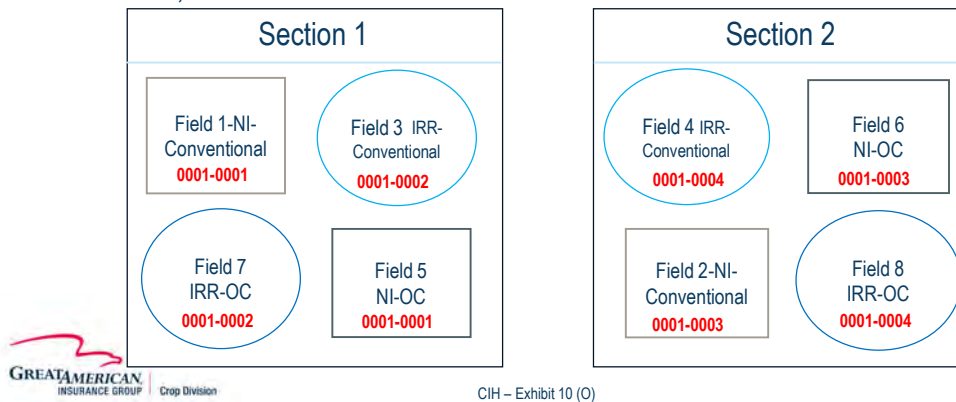 Section 1
Field 1-NI-
Conventional
0001-0001
Field 3 IRR-
Conventional
0001-0002
Field 7
IRR-OC
0001-0002
Field 5
NI-OC
0001-0001
Section 2
Field 4 IRR-
Conventional
0001-0004
Field 6
NI-OC
0001-0003
Field 2-NI-
Conventional
0001-0003
Field 8
IRR-OC
0001-0004
GREATAMERICAN.
INSURANCE GROUP
Crop Division
CIH – Exhibit 10 (O)